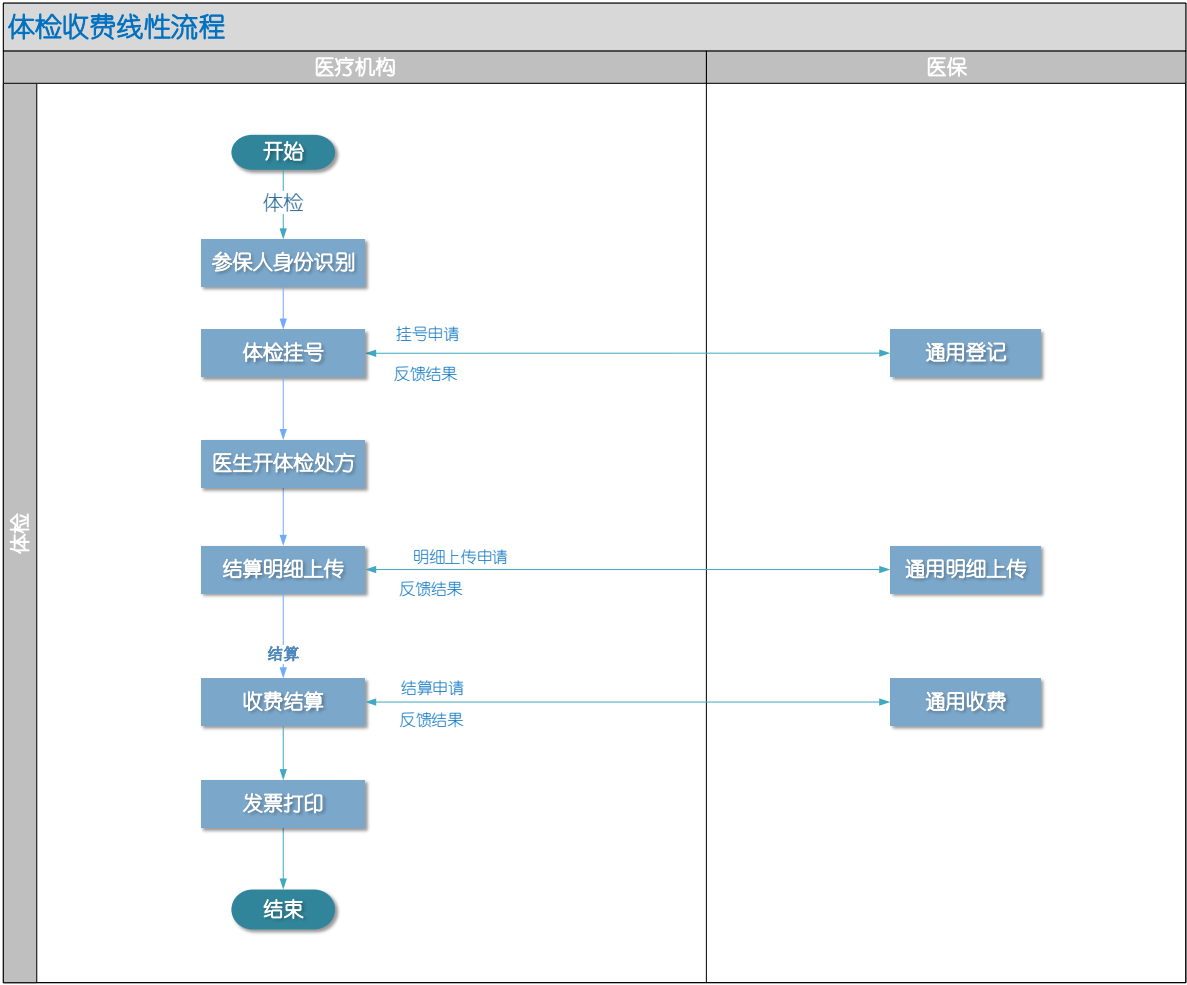 体检收费线性流程
医疗机构
医保
体检
开始
体检
参保人身份识别
体检挂号
挂号申请
反馈结果
通用登记
医生开体检处方
结算明细上传
明细上传申请
反馈结果
通用明细上传
结算
收费结算
结算申请
反馈结果
通用收费
发票打印
结束